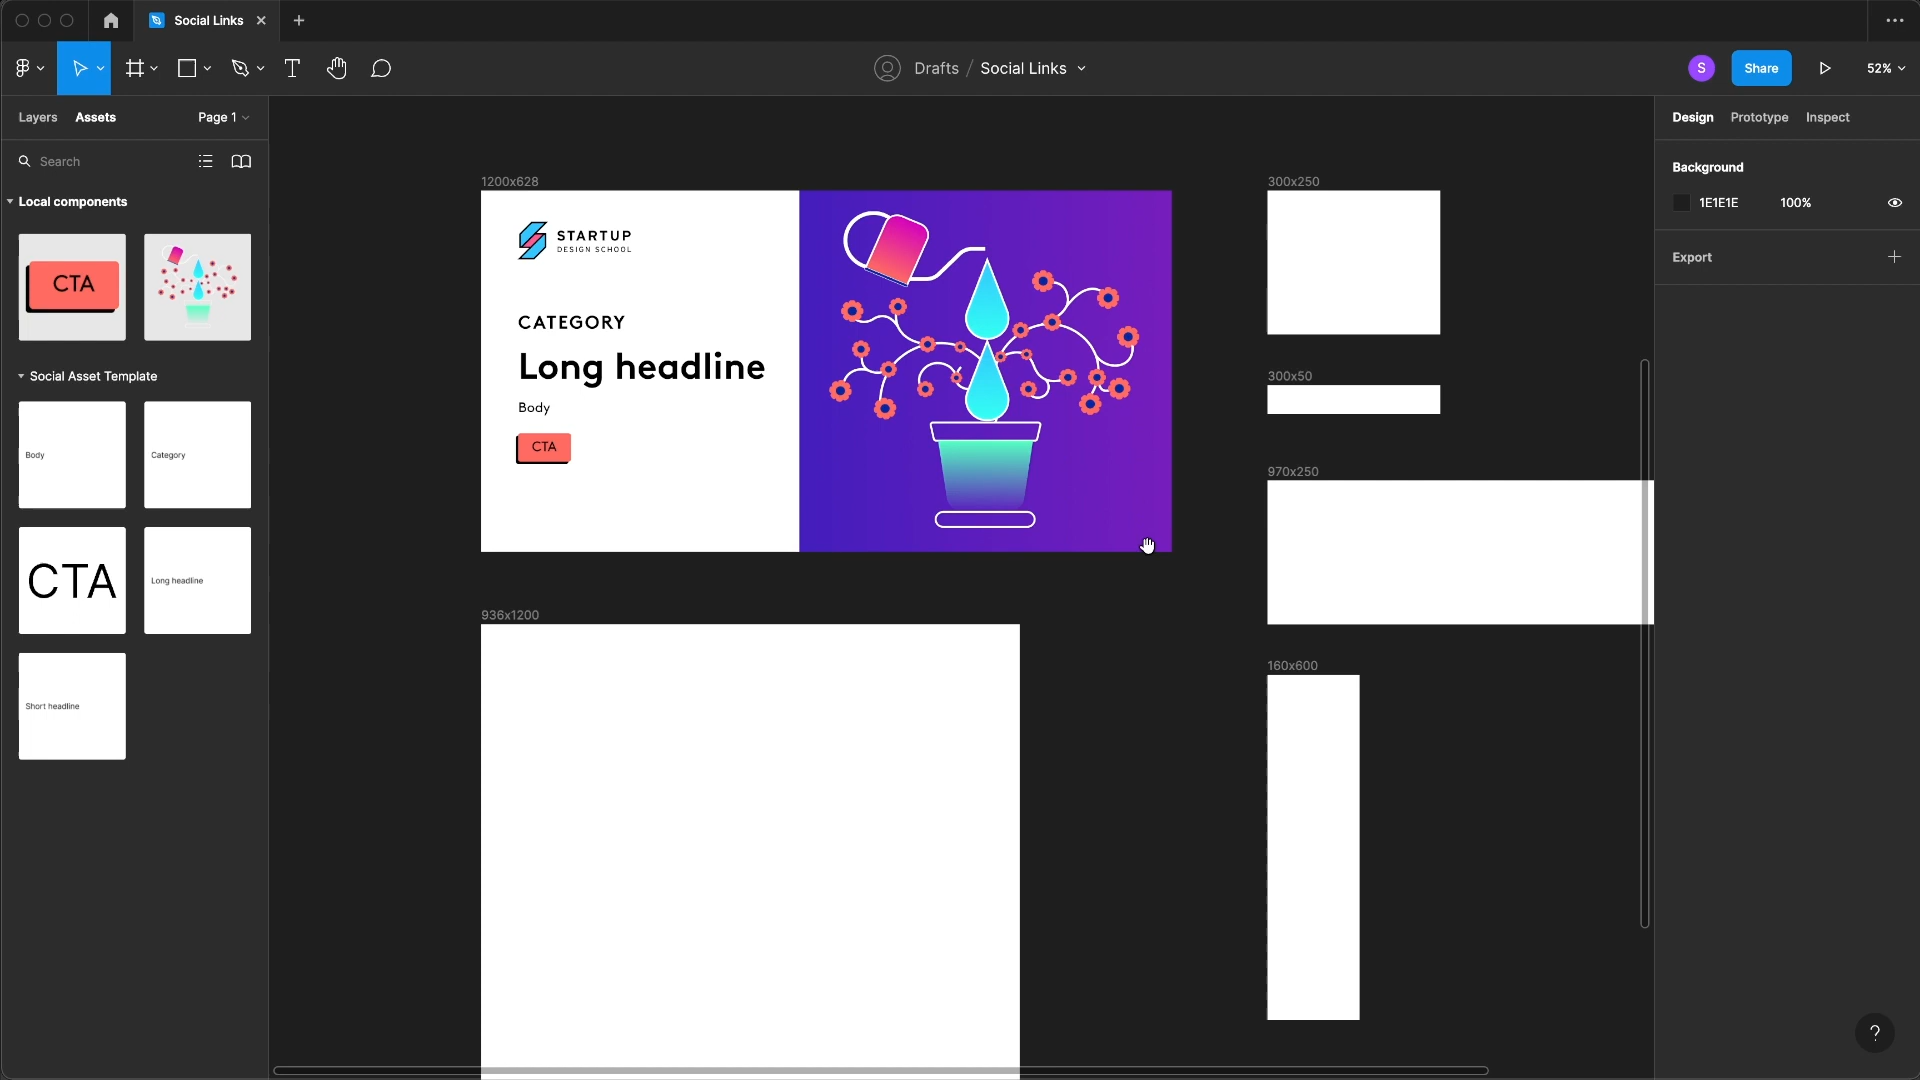 Social Links
Drafts / Social Links
S
Share
52%
Layers
Assets
Page 1
Search
Local components
CTA
Social Asset Template
Body
Category
CTA
Long headline
Short headline
1200x628
STARTUP
DESIGN SCHOOL
CATEGORY
Long headline
Body
CTA
936x1200
300x250
300x50
970x250
160x600
Design
Prototype
Inspect
Background
1E1E1E
100%
Export
?